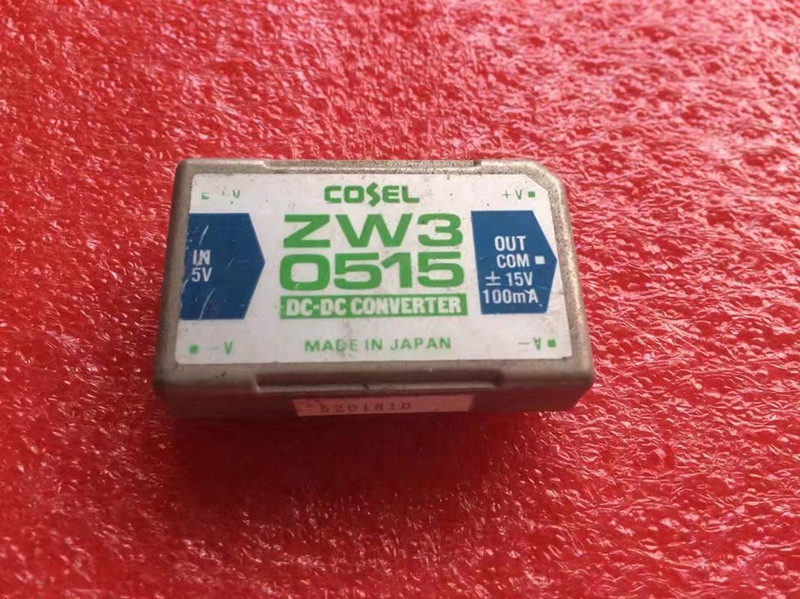 COSEL
+V
+V
ZW3
0515
DC-DC CONVERTER
IN
5V
OUT
COM
± 15V
100mA
-V
MADE IN JAPAN
-V
5201810